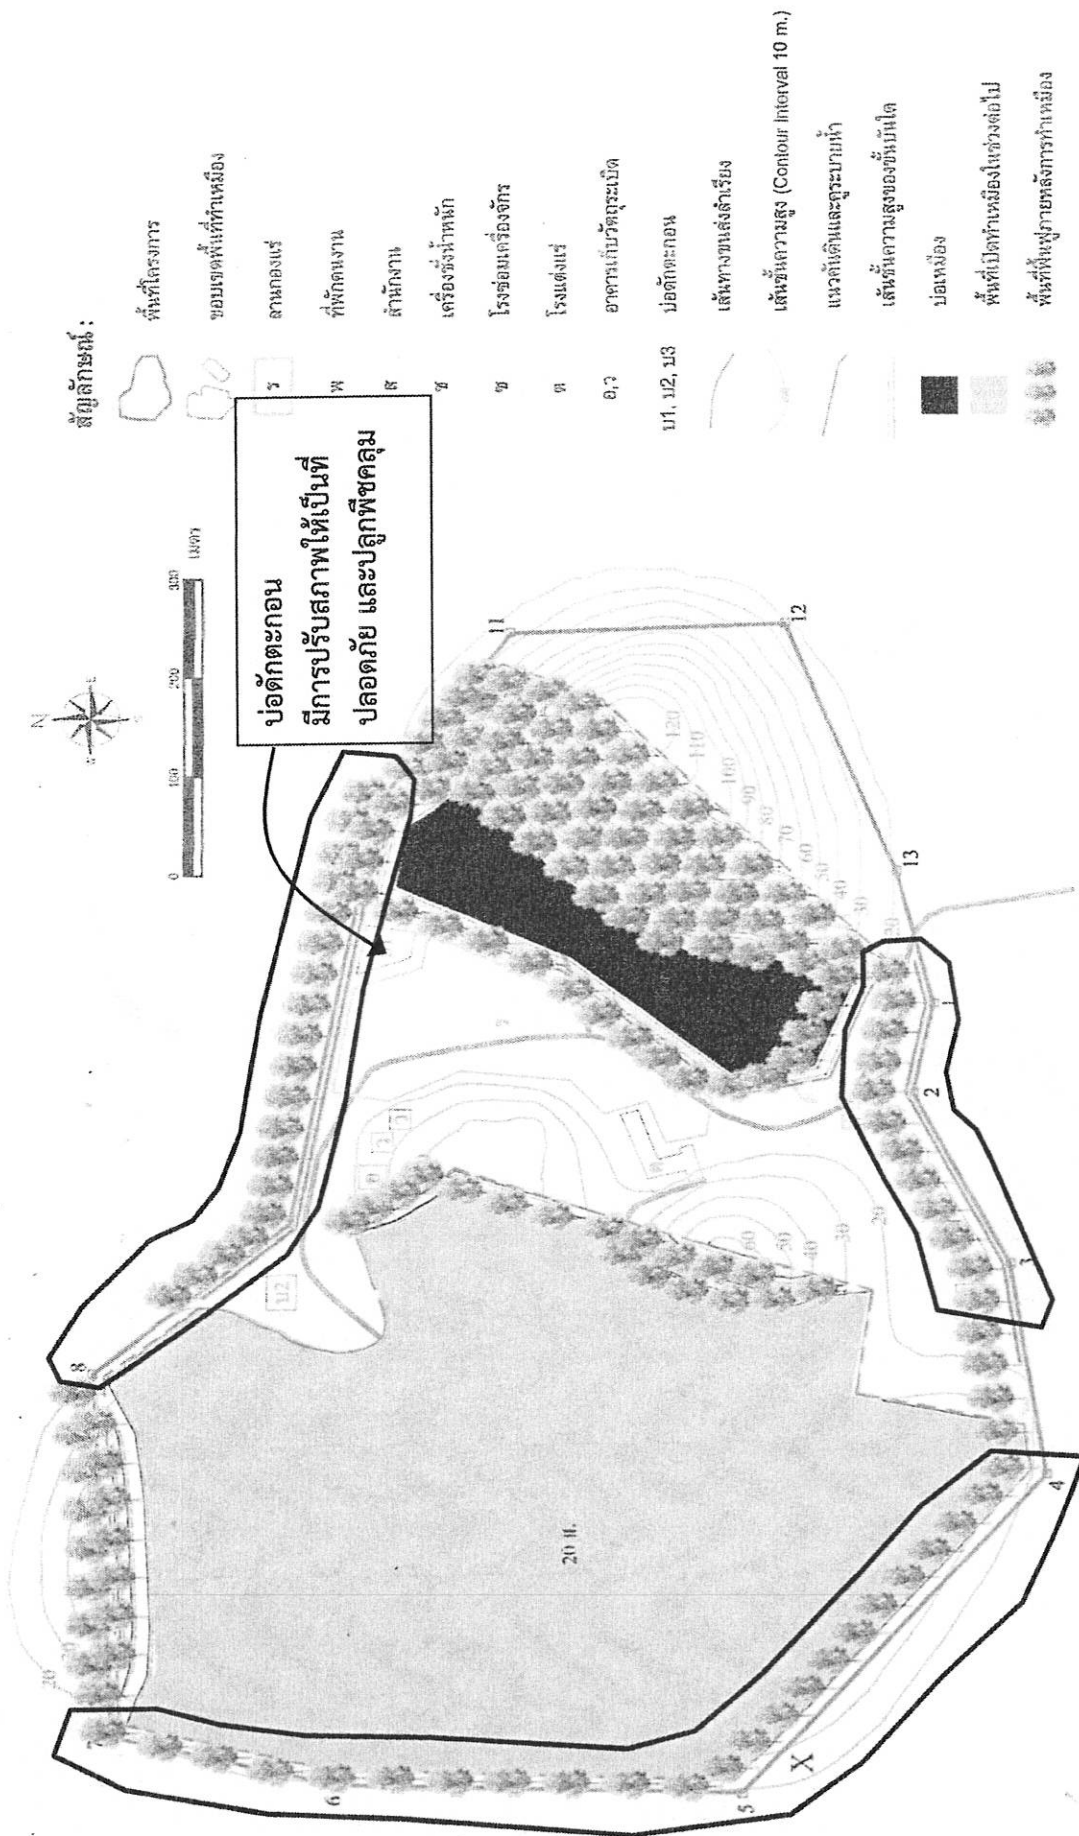 สัญลักษณ์ :
พื้นที่โครงการ
ขอบเขตพื้นที่ทำเหมือง
ร ลานกองแร่
พ ที่พักคนงาน
ส สำนักงาน
ช เครื่องชั่งน้ำหนัก
ซ โรงซ่อมเครื่องจักร
ต โรงแต่งแร่
อ,ว อาคารเก็บวัตถุระเบิด
บ1, บ2, บ3 บ่อดักตะกอน
เส้นทางขนส่งลำเรียง
เส้นชั้นความสูง (Contour Interval 10 m.)
แนวคันดินและคูระบายน้ำ
เส้นชั้นความสูงของขั้นบันได
บ่อเหมือง
พื้นที่เปิดทำเหมืองในช่วงต่อไป
พื้นที่ฟื้นฟูภายหลังการทำเหมือง
N
0 100 200 300 เมตร
บ่อดักตะกอน
มีการปรับสภาพให้เป็นที่
ปลอดภัย และปลูกพืชคลุม
11
12
13
1
2
3
4
5
6
7
8
X
20 ม.
บ2
20
120
110
100
90
80
70
60
50
40
30
20
60
50
40
30
20